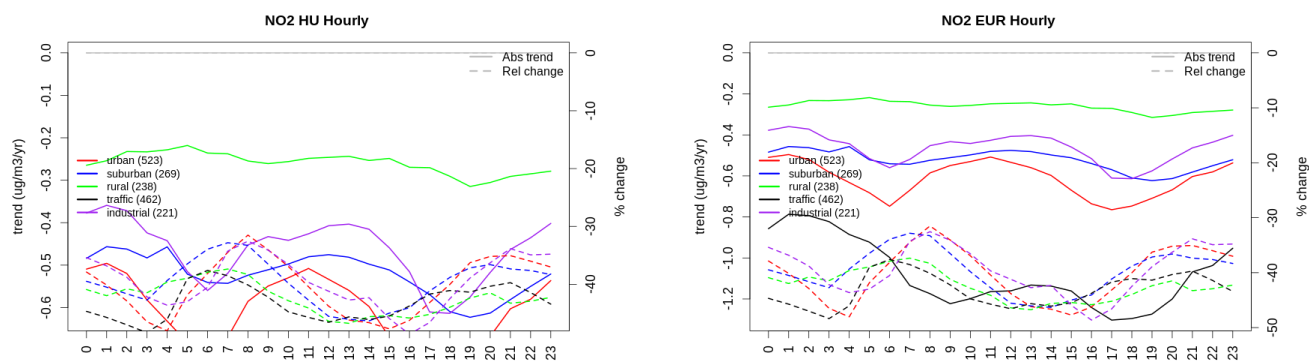 NO2 HU Hourly
Abs trend
Rel change
urban (523)
suburban (269)
rural (238)
traffic (462)
industrial (221)
trend (ug/m3/yr)
0.0
-0.1
-0.2
-0.3
-0.4
-0.5
-0.6
% change
0
-10
-20
-30
-40
0 1 2 3 4 5 6 7 8 9 10 11 12 13 14 15 16 17 18 19 20 21 22 23
NO2 EUR Hourly
Abs trend
Rel change
urban (523)
suburban (269)
rural (238)
traffic (462)
industrial (221)
trend (ug/m3/yr)
0.0
-0.2
-0.4
-0.6
-0.8
-1.0
-1.2
% change
0
-10
-20
-30
-40
-50
0 1 2 3 4 5 6 7 8 9 10 11 12 13 14 15 16 17 18 19 20 21 22 23